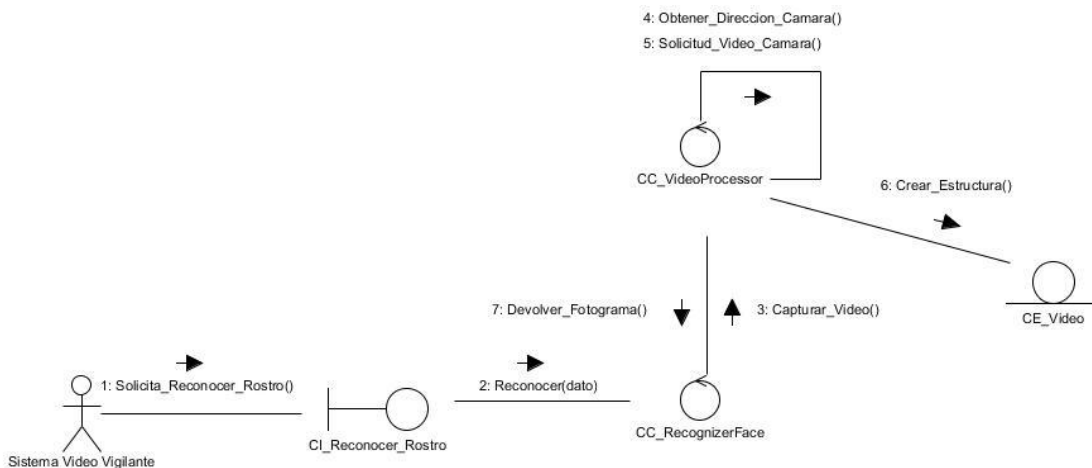 4: Obtener_Direccion_Camara()
5: Solicitud_Video_Camara()
CC_VideoProcessor
6: Crear_Estructura()
7: Devolver_Fotograma()
3: Capturar_Video()
CE_Video
1: Solicita_Reconocer_Rostro()
2: Reconocer(dato)
CC_RecognizerFace
CI_Reconocer_Rostro
Sistema Video Vigilante